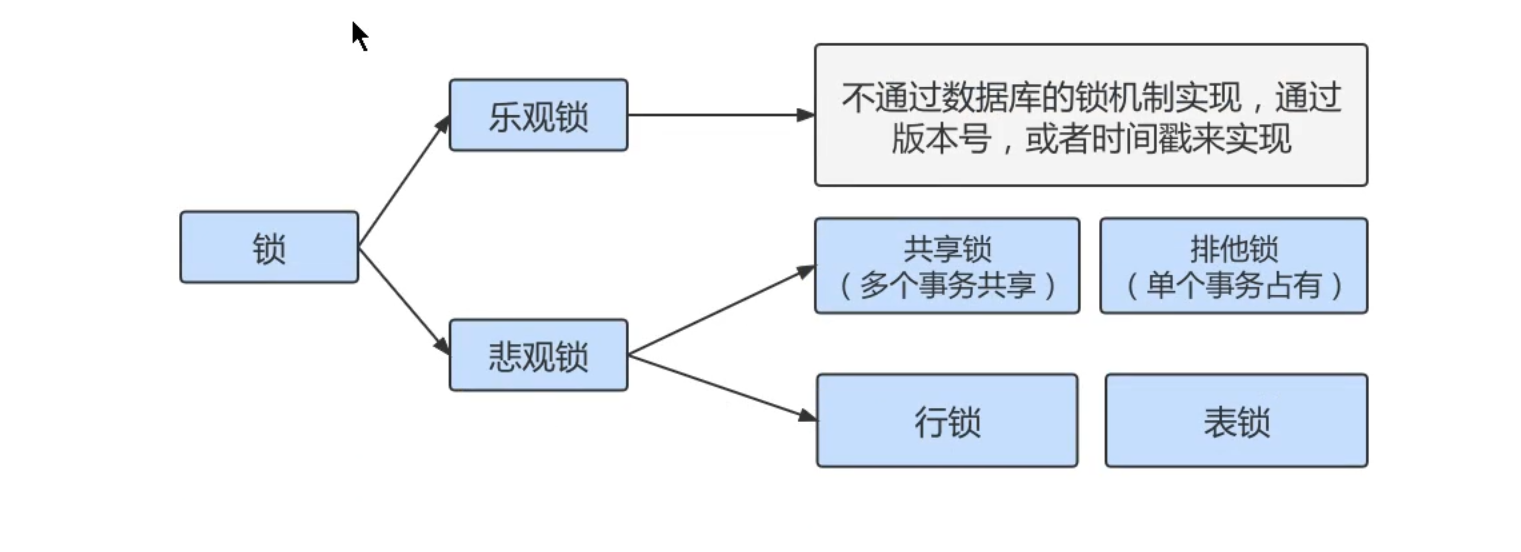 锁
乐观锁
不通过数据库的锁机制实现，通过
版本号，或者时间戳来实现
悲观锁
共享锁
（多个事务共享）
排他锁
（单个事务占有）
行锁
表锁